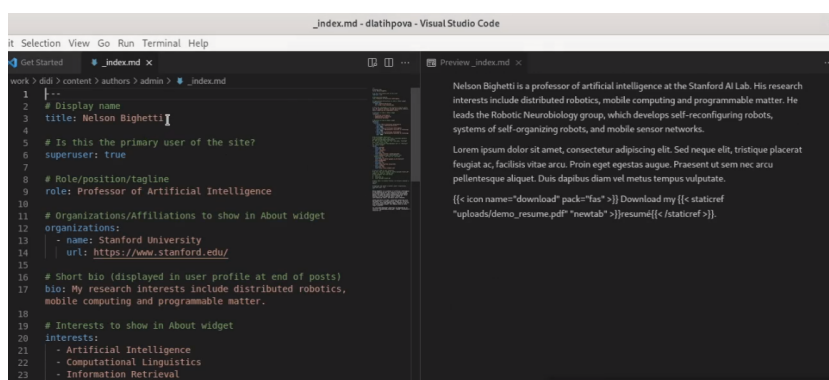 _index.md - dlatihpova - Visual Studio Code
it Selection View Go Run Terminal Help
Get Started
_index.md ×
Preview _index.md ×
work > didi > content > authors > admin > _index.md
1 ---
2 # Display name
3 title: Nelson Bighetti
4
5 # Is this the primary user of the site?
6 superuser: true
7
8 # Role/position/tagline
9 role: Professor of Artificial Intelligence
10
11 # Organizations/Affiliations to show in About widget
12 organizations:
13 - name: Stanford University
14 url: https://www.stanford.edu/
15
16 # Short bio (displayed in user profile at end of posts)
17 bio: My research interests include distributed robotics,
mobile computing and programmable matter.
18
19 # Interests to show in About widget
20 interests:
21 - Artificial Intelligence
22 - Computational Linguistics
23 - Information Retrieval
Nelson Bighetti is a professor of artificial intelligence at the Stanford AI Lab. His research
interests include distributed robotics, mobile computing and programmable matter. He
leads the Robotic Neurobiology group, which develops self-reconfiguring robots,
systems of self-organizing robots, and mobile sensor networks.
Lorem ipsum dolor sit amet, consectetur adipiscing elit. Sed neque elit, tristique placerat
feugiat ac, facilisis vitae arcu. Proin eget egestas augue. Praesent ut sem nec arcu
pellentesque aliquet. Duis dapibus diam vel metus tempus vulputate.
{{< icon name="download" pack="fas" >}} Download my {{< staticref
"uploads/demo_resume.pdf" "newtab" >}}resumé{{< /staticref >}}.